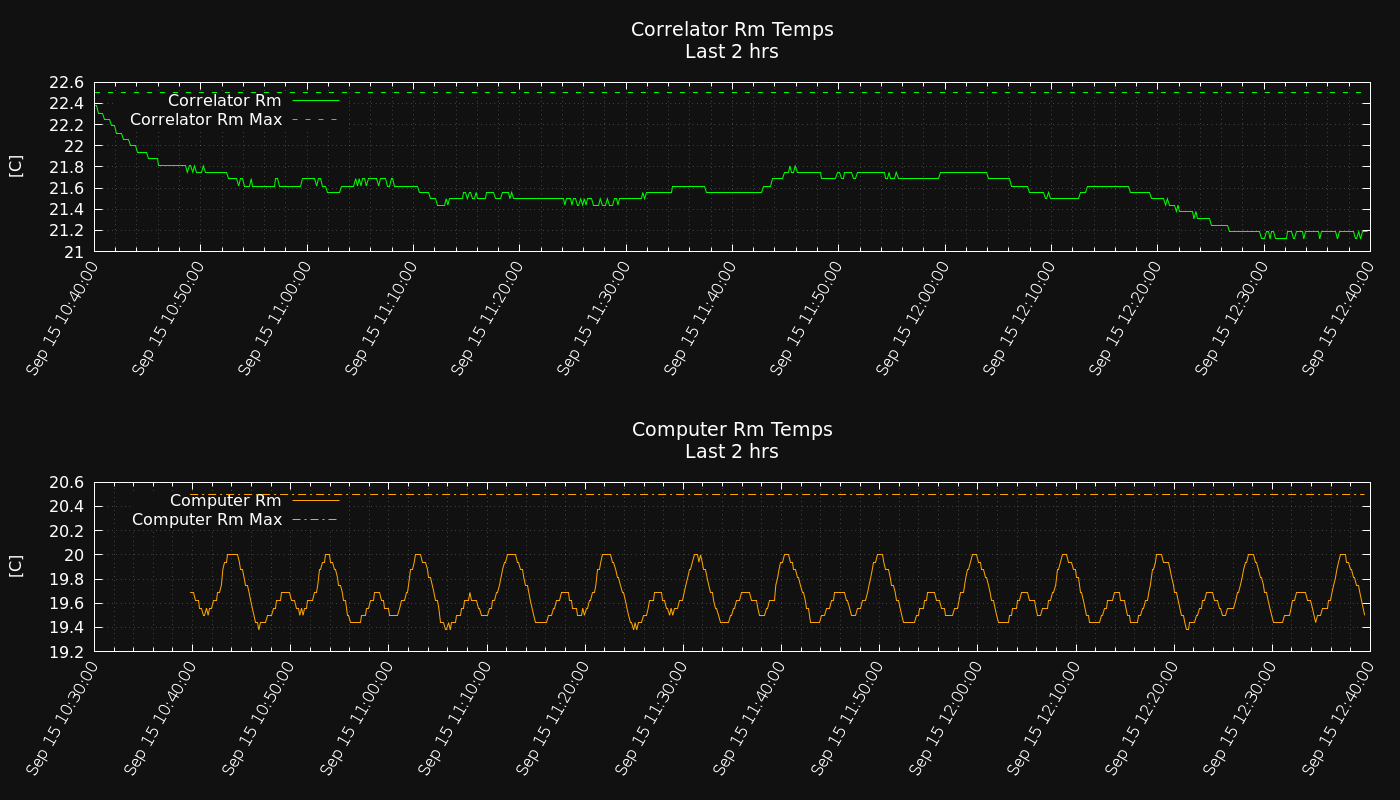 Correlator Rm Temps
Last 2 hrs
22.6
22.4
22.2
22
21.8
21.6
21.4
21.2
21
[C]
Correlator Rm
Correlator Rm Max
Sep 15 10:40:00
Sep 15 10:50:00
Sep 15 11:00:00
Sep 15 11:10:00
Sep 15 11:20:00
Sep 15 11:30:00
Sep 15 11:40:00
Sep 15 11:50:00
Sep 15 12:00:00
Sep 15 12:10:00
Sep 15 12:20:00
Sep 15 12:30:00
Sep 15 12:40:00
Computer Rm Temps
Last 2 hrs
20.6
20.4
20.2
20
19.8
19.6
19.4
19.2
[C]
Computer Rm
Computer Rm Max
Sep 15 10:30:00
Sep 15 10:40:00
Sep 15 10:50:00
Sep 15 11:00:00
Sep 15 11:10:00
Sep 15 11:20:00
Sep 15 11:30:00
Sep 15 11:40:00
Sep 15 11:50:00
Sep 15 12:00:00
Sep 15 12:10:00
Sep 15 12:20:00
Sep 15 12:30:00
Sep 15 12:40:00